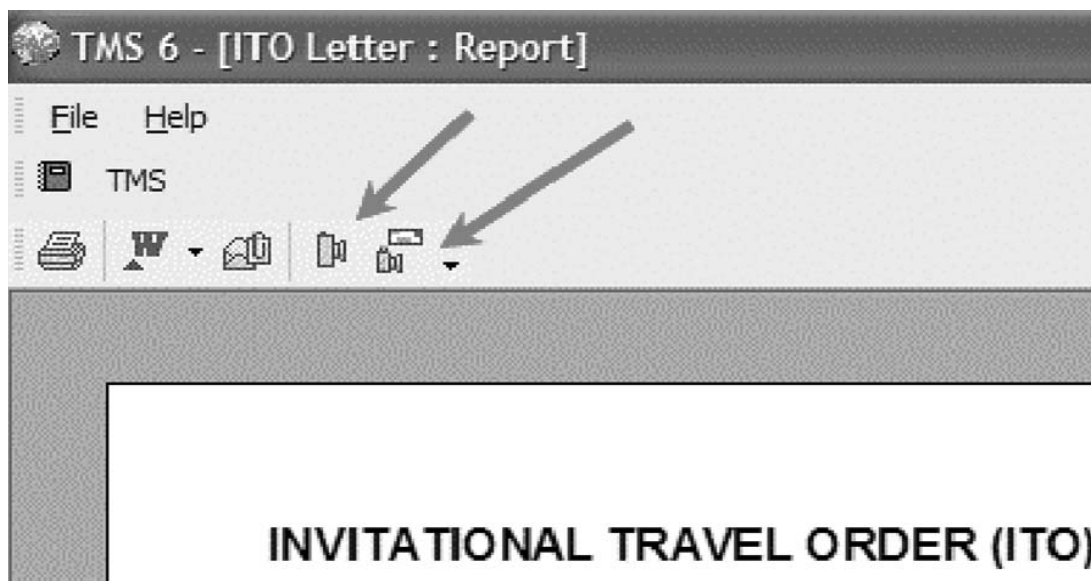 TMS 6 - [ITO Letter : Report]
File Help
TMS
W
INVITATIONAL TRAVEL ORDER (ITO)